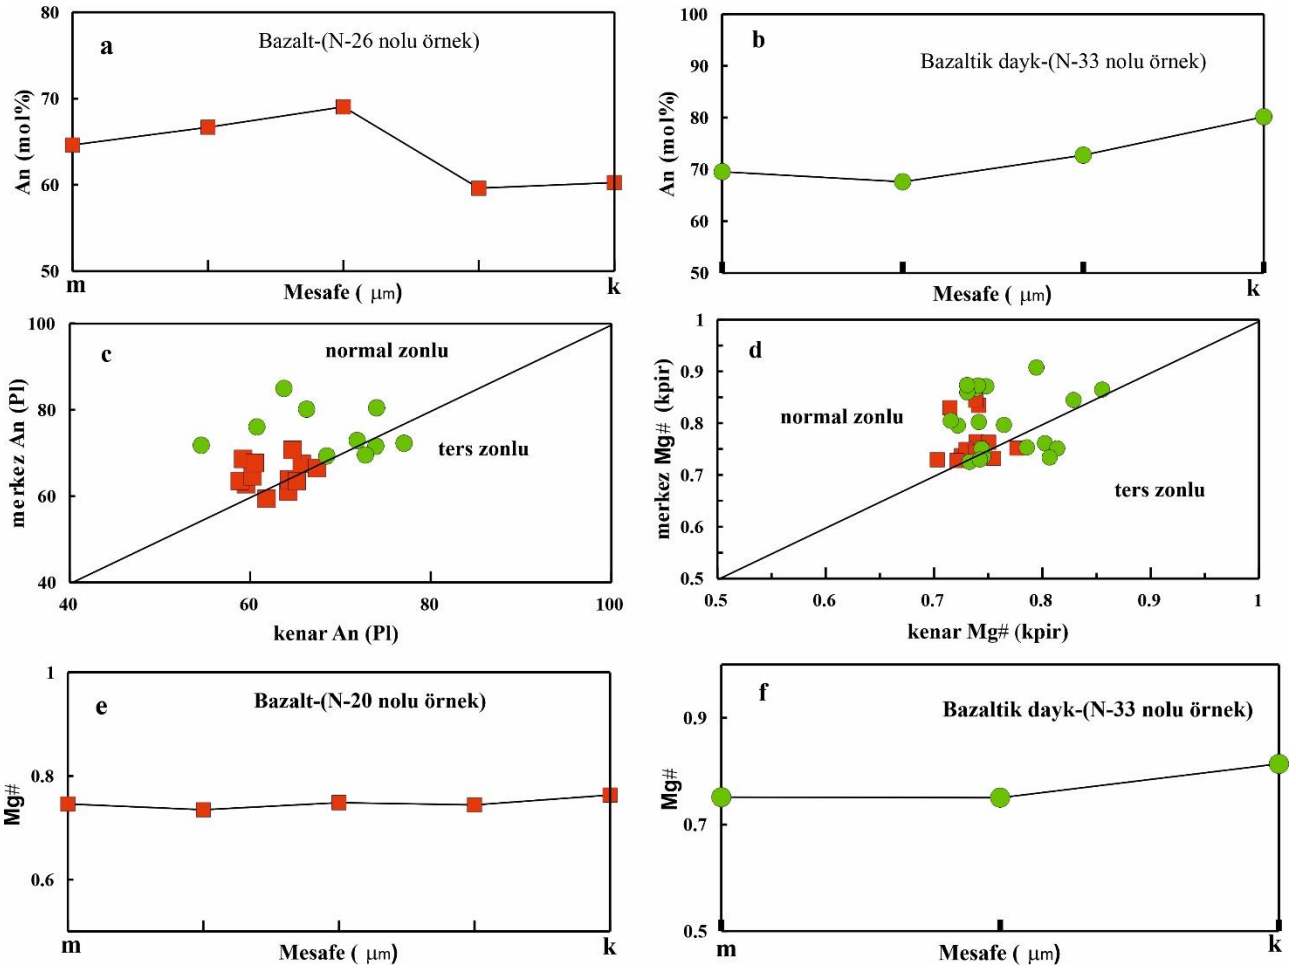 a
Bazalt-(N-26 nolu örnek)
An (mol%)
80
70
60
50
m
k
Mesafe ( μm)
b
Bazaltik dayk-(N-33 nolu örnek)
An (mol%)
100
90
80
70
60
50
k
Mesafe ( μm)
c
normal zonlu
ters zonlu
merkez An (Pl)
100
80
60
40
40
60
80
100
kenar An (Pl)
d
normal zonlu
ters zonlu
merkez Mg# (kpir)
1
0.9
0.8
0.7
0.6
0.5
0.5
0.6
0.7
0.8
0.9
1
kenar Mg# (kpir)
e
Bazalt-(N-20 nolu örnek)
Mg#
1
0.8
0.6
m
k
Mesafe ( μm)
f
Bazaltik dayk-(N-33 nolu örnek)
Mg#
0.9
0.7
0.5
m
k
Mesafe ( μm)